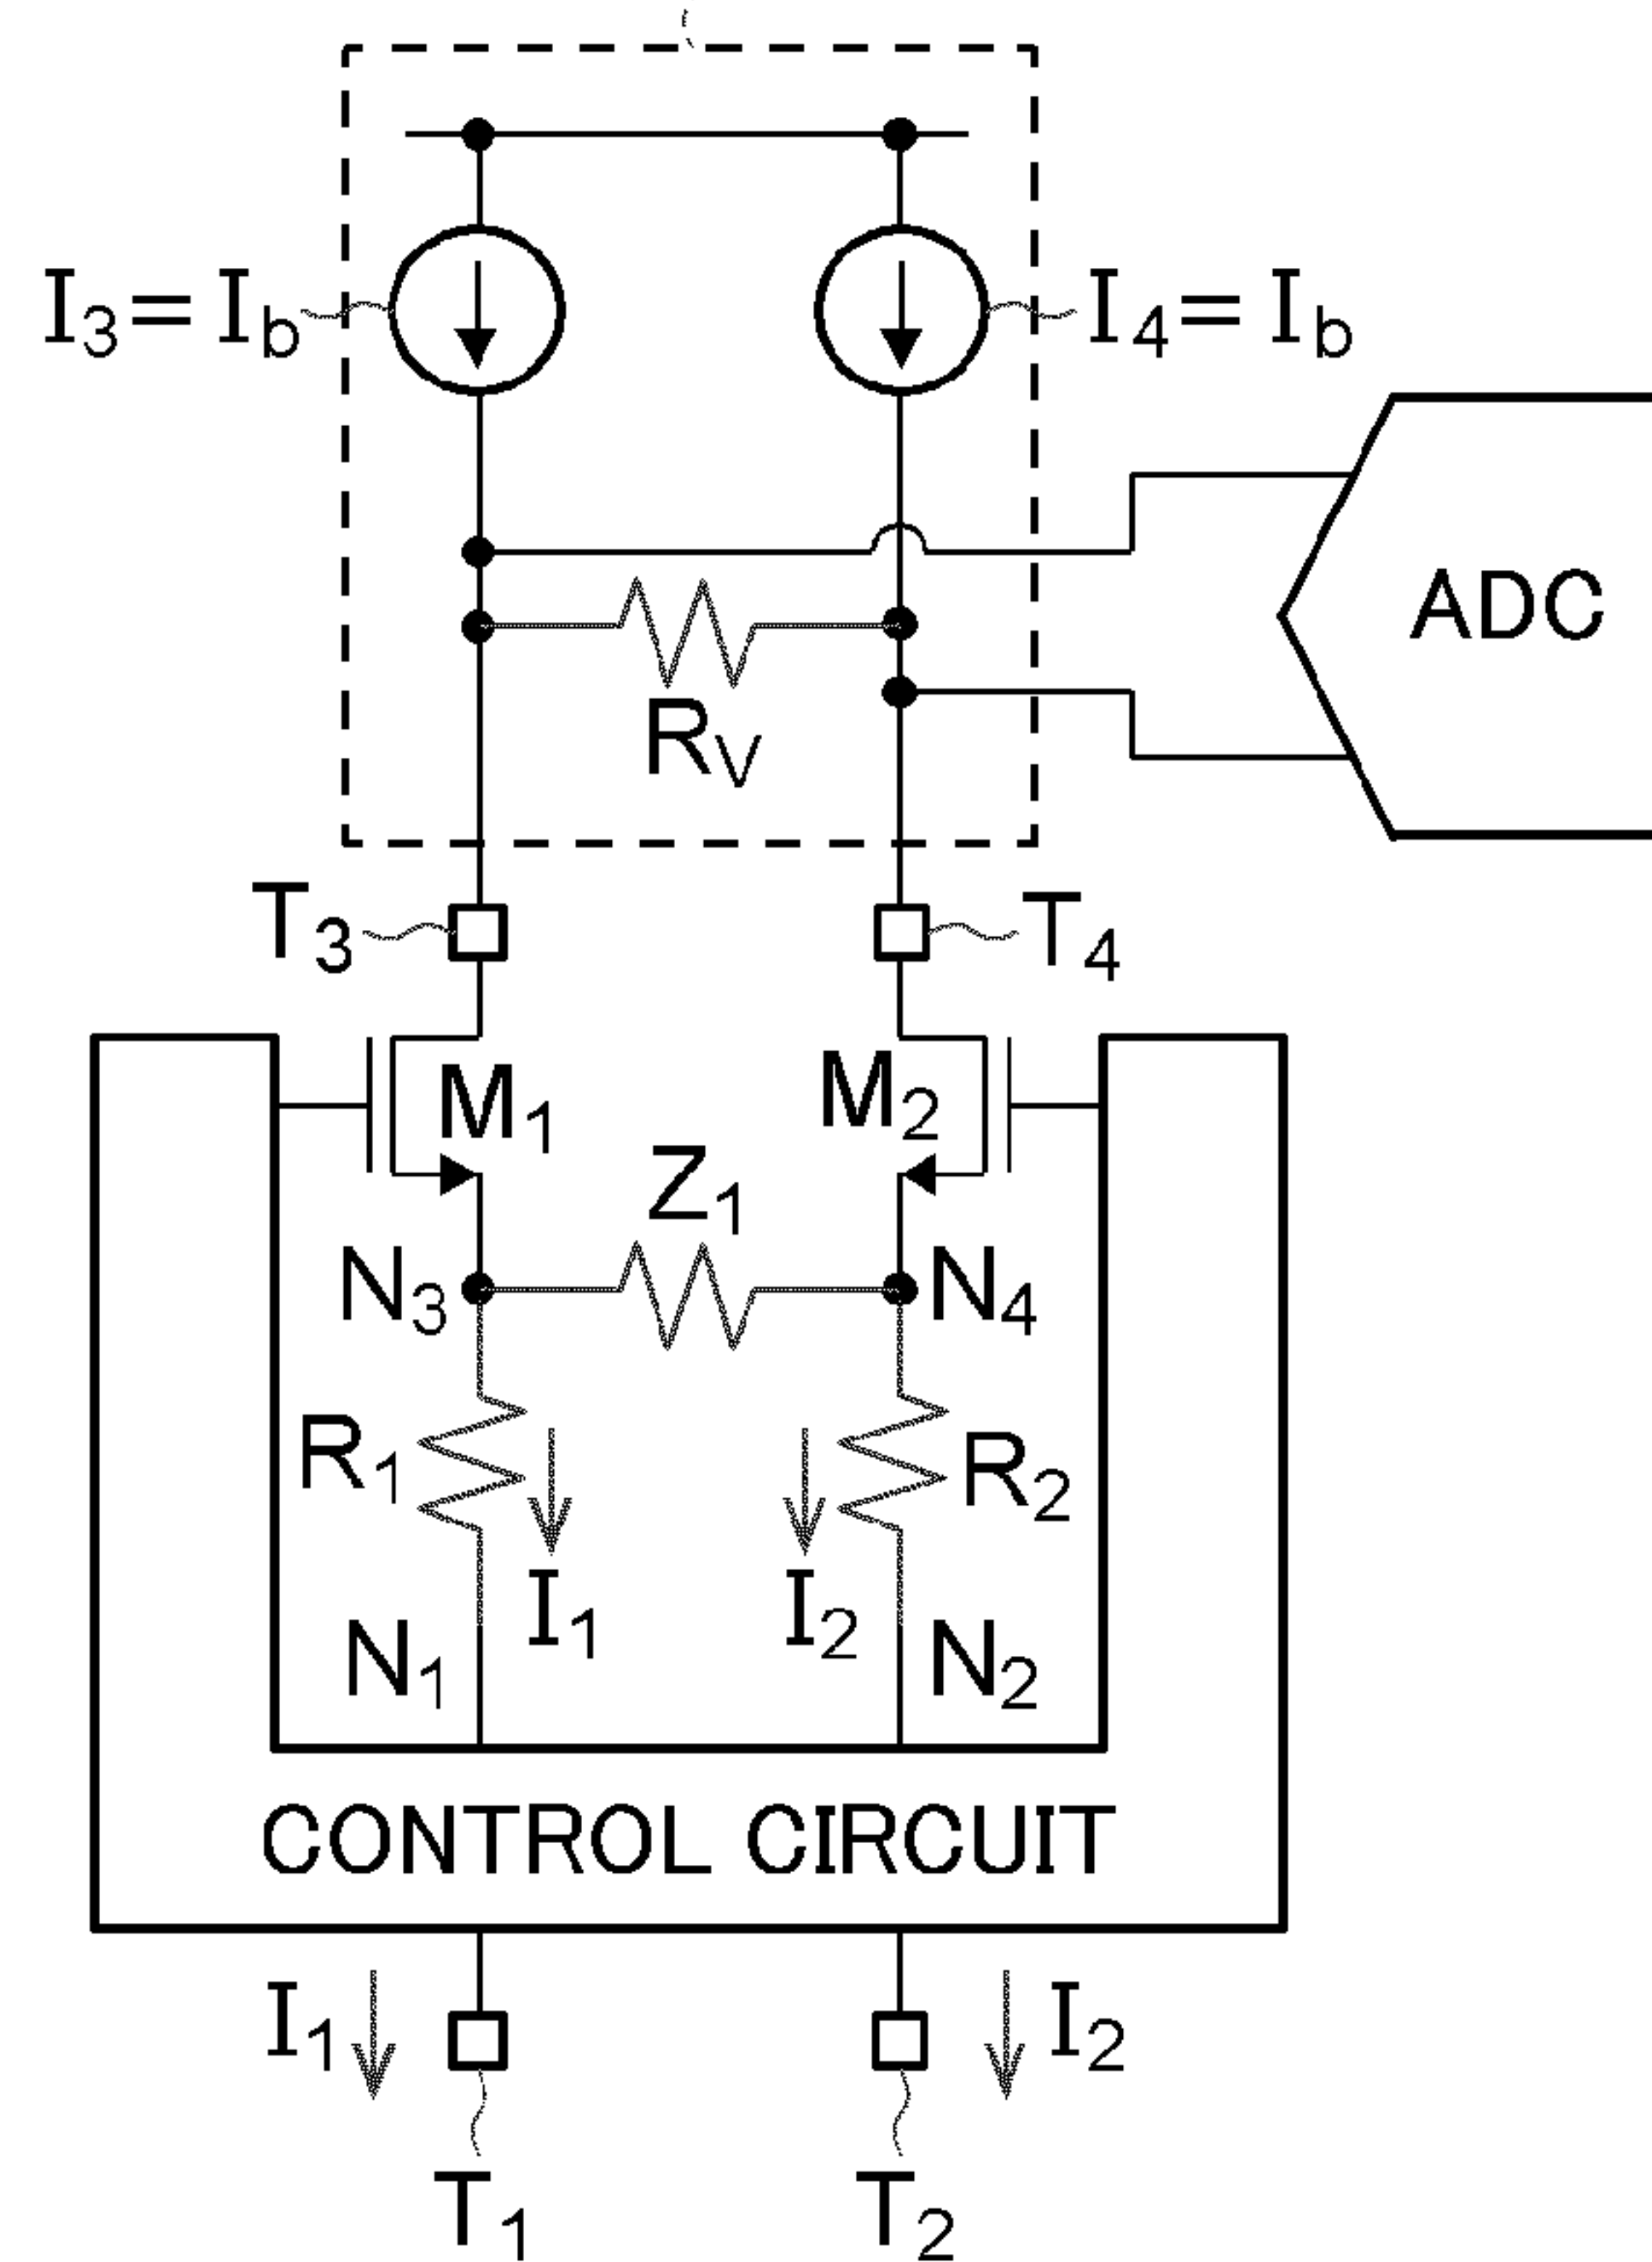 I3=Ib
I4=Ib
ADC
RV
T3
T4
M1
M2
Z1
N3
N4
R1
R2
I1
I2
N1
N2
CONTROL CIRCUIT
I1
I2
T1
T2